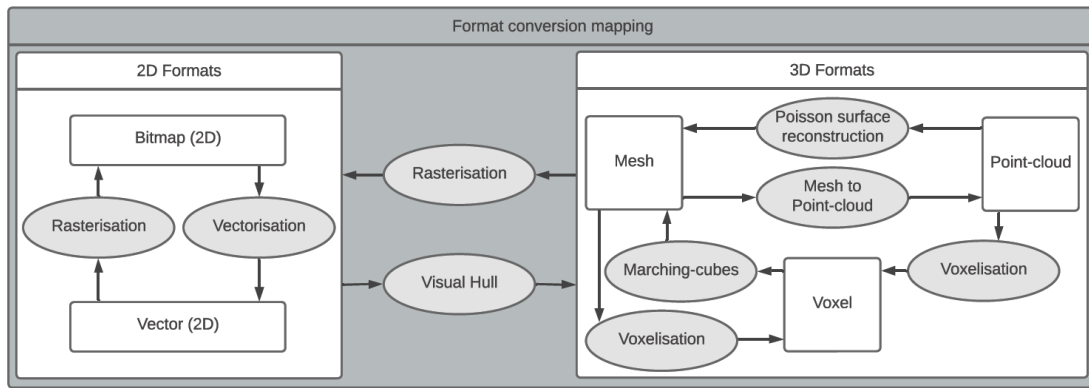 Format conversion mapping
2D Formats
Bitmap (2D)
Rasterisation
Vectorisation
Vector (2D)
Rasterisation
Visual Hull
3D Formats
Mesh
Poisson surface
reconstruction
Point-cloud
Mesh to
Point-cloud
Marching-cubes
Voxelisation
Voxel
Voxelisation